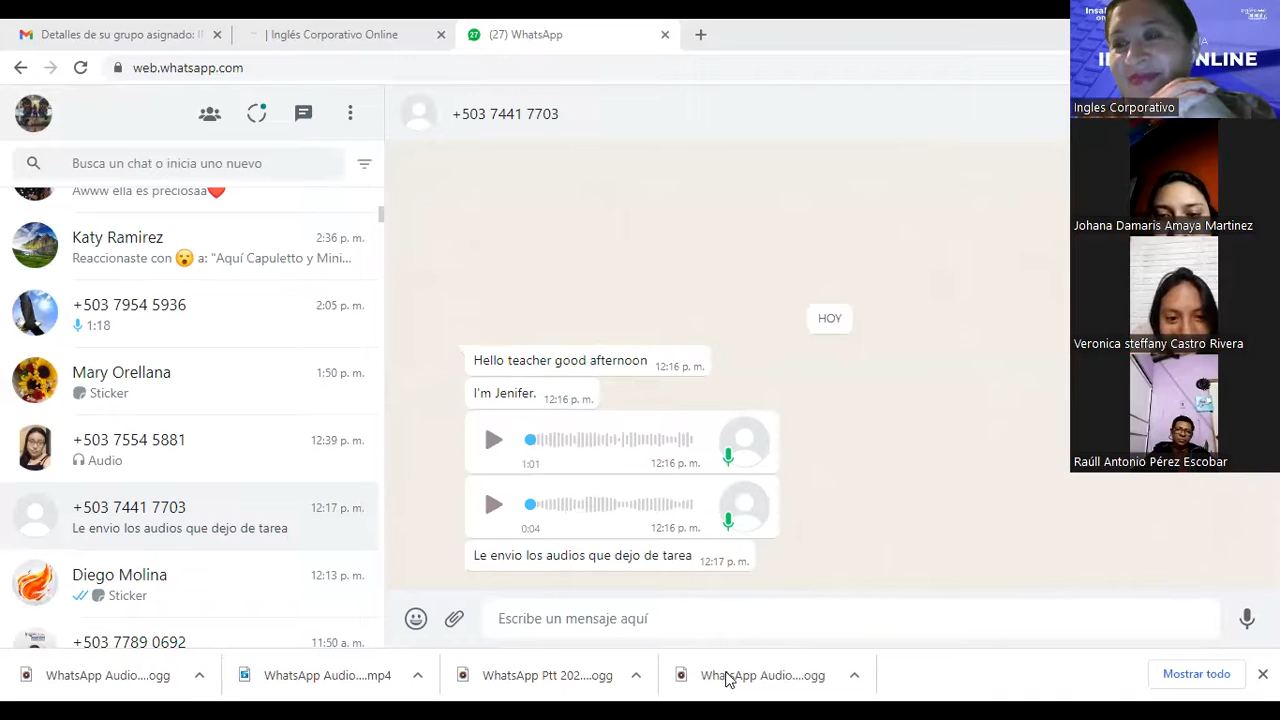 Detalles de su grupo asignado: I
| Inglés Corporativo Online
27
(27) WhatsApp
web.whatsapp.com
+503 7441 7703
Busca un chat o inicia uno nuevo
Awww ella es preciosaa❤️
Katy Ramirez
2:36 p. m.
Reaccionaste con 😮 a: "Aquí Capuletto y Mini...
+503 7954 5936
2:05 p. m.
1:18
Mary Orellana
1:50 p. m.
Sticker
+503 7554 5881
12:39 p. m.
Audio
+503 7441 7703
12:17 p. m.
Le envio los audios que dejo de tarea
Diego Molina
12:13 p. m.
Sticker
+503 7789 0692
11:50 a. m.
HOY
Hello teacher good afternoon
12:16 p. m.
I'm Jenifer.
12:16 p. m.
1:01
12:16 p. m.
0:04
12:16 p. m.
Le envio los audios que dejo de tarea
12:17 p. m.
Escribe un mensaje aquí
WhatsApp Audio....ogg
WhatsApp Audio....mp4
WhatsApp Ptt 202....ogg
WhatsApp Audio....ogg
Mostrar todo
NLINE
Ingles Corporativo
Johana Damaris Amaya Martinez
Veronica steffany Castro Rivera
Raúll Antonio Pérez Escobar